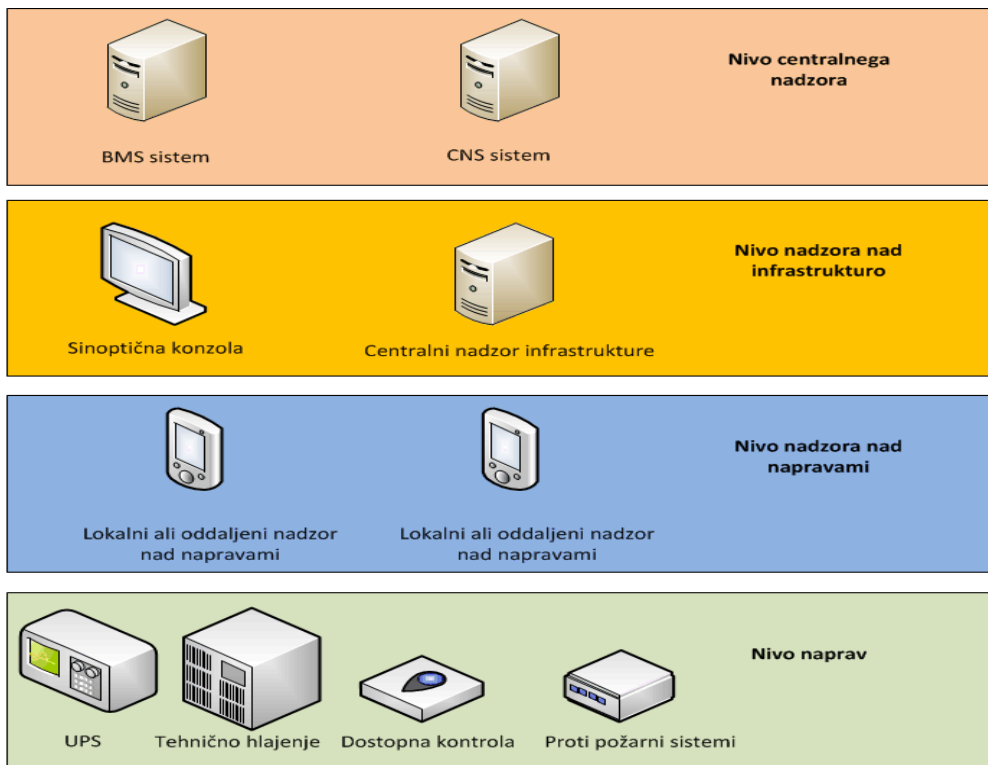 Nivo centralnega
nadzora
BMS sistem
CNS sistem
Nivo nadzora nad
infrastrukturo
Sinoptična konzola
Centralni nadzor infrastrukture
Nivo nadzora nad
napravami
Lokalni ali oddaljeni nadzor
nad napravami
Lokalni ali oddaljeni nadzor
nad napravami
Nivo naprav
UPS
Tehnično hlajenje
Dostopna kontrola
Proti požarni sistemi